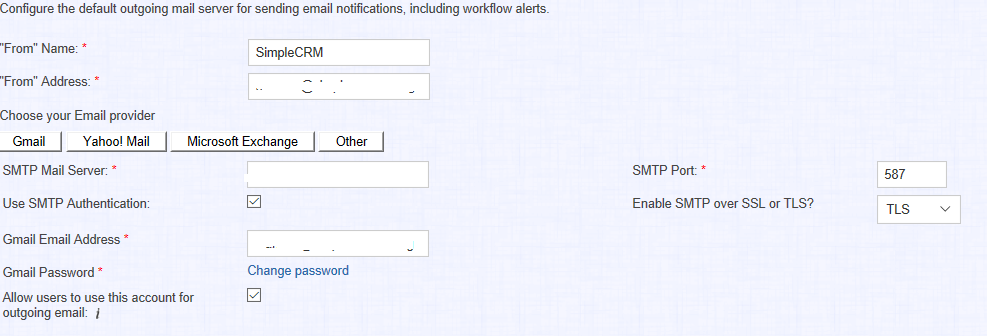 Configure the default outgoing mail server for sending email notifications, including workflow alerts.
"From" Name: * SimpleCRM
"From" Address: *
Choose your Email provider
Gmail Yahoo! Mail Microsoft Exchange Other
SMTP Mail Server: * SMTP Port: * 587
Use SMTP Authentication: Enable SMTP over SSL or TLS? TLS
Gmail Email Address *
Gmail Password * Change password
Allow users to use this account for
outgoing email: i